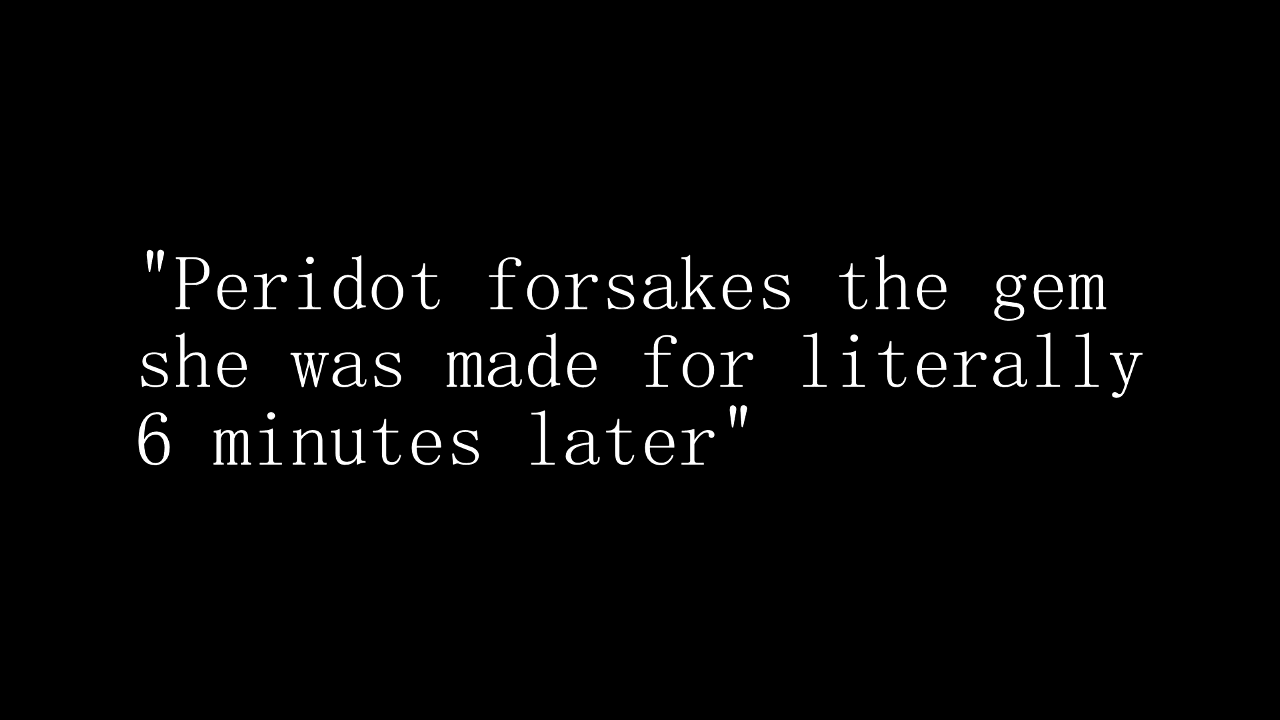 "Peridot forsakes the gem
she was made for literally
6 minutes later"